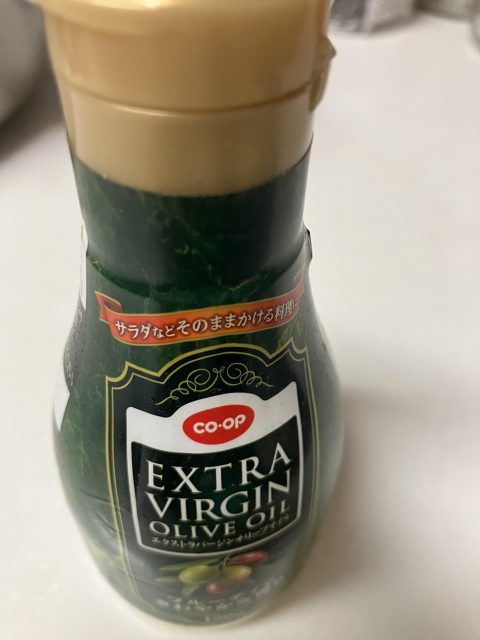 サラダなどそのままかける料理に
CO·OP
EXTRA
VIRGIN
OLIVE OIL
エクストラバージンオリーブオイル